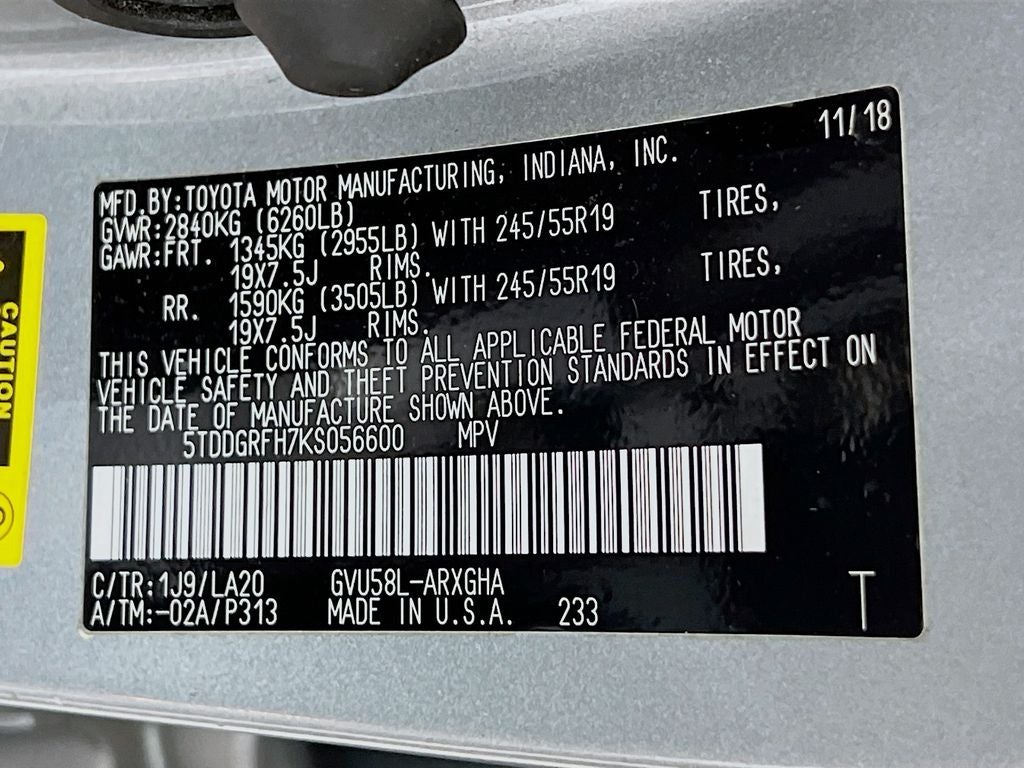 11/18
MFD.BY:TOYOTA MOTOR MANUFACTURING, INDIANA, INC.
GVWR:2840KG (6260LB)
GAWR:FRT. 1345KG (2955LB) WITH 245/55R19 TIRES,
19X7.5J RIMS.
RR. 1590KG (3505LB) WITH 245/55R19 TIRES,
19X7.5J RIMS.
THIS VEHICLE CONFORMS TO ALL APPLICABLE FEDERAL MOTOR
VEHICLE SAFETY AND THEFT PREVENTION STANDARDS IN EFFECT ON
THE DATE OF MANUFACTURE SHOWN ABOVE.
5TDDGRFH7KS056600 MPV
C/TR:1J9/LA20 GVU58L-ARXGHA
A/TM:-02A/P313 MADE IN U.S.A. 233
T
CAUTION